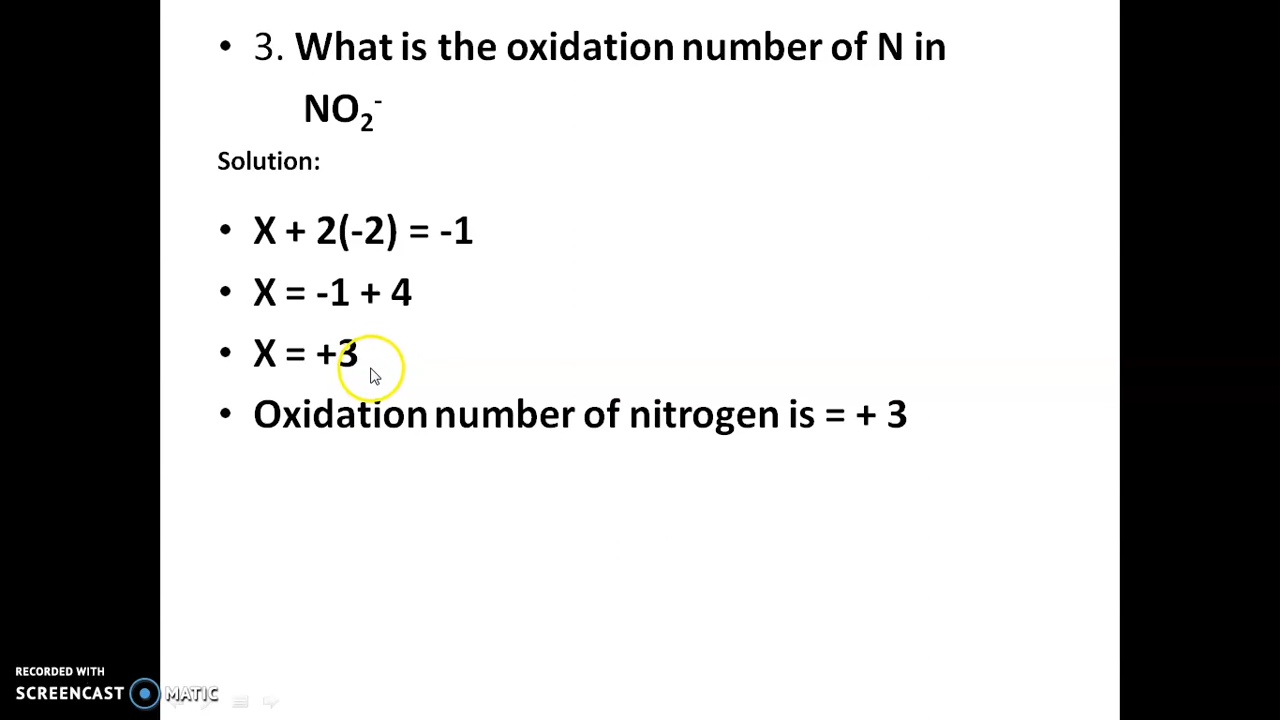 • 3. What is the oxidation number of N in
NO₂⁻
Solution:
• X + 2(-2) = -1
• X = -1 + 4
• X = +3
• Oxidation number of nitrogen is = + 3
RECORDED WITH
SCREENCAST MATIC